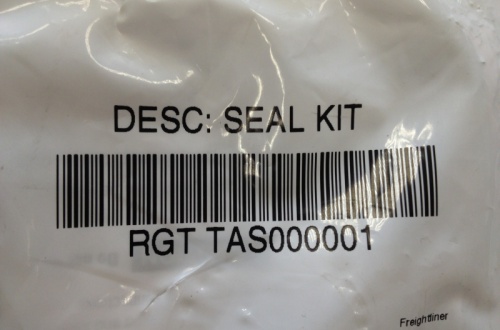 DESC: SEAL KIT
RGT TAS000001
Freightliner